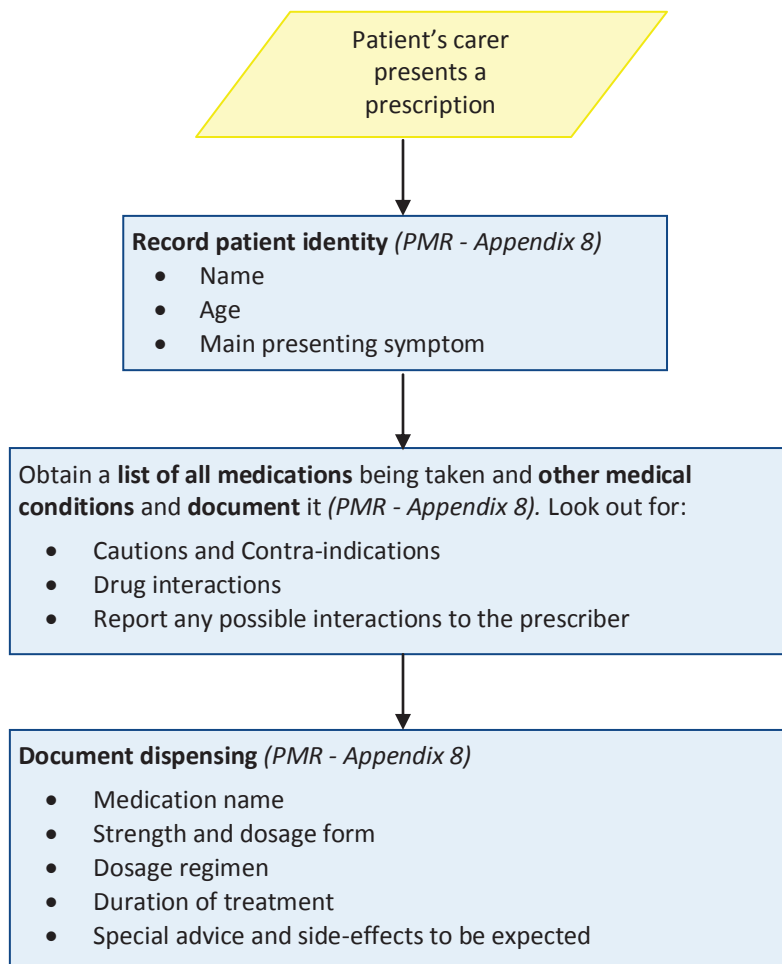 Patient’s carer
presents a
prescription
Record patient identity (PMR - Appendix 8)
• Name
• Age
• Main presenting symptom
Obtain a list of all medications being taken and other medical
conditions and document it (PMR - Appendix 8). Look out for:
• Cautions and Contra-indications
• Drug interactions
• Report any possible interactions to the prescriber
Document dispensing (PMR - Appendix 8)
• Medication name
• Strength and dosage form
• Dosage regimen
• Duration of treatment
• Special advice and side-effects to be expected